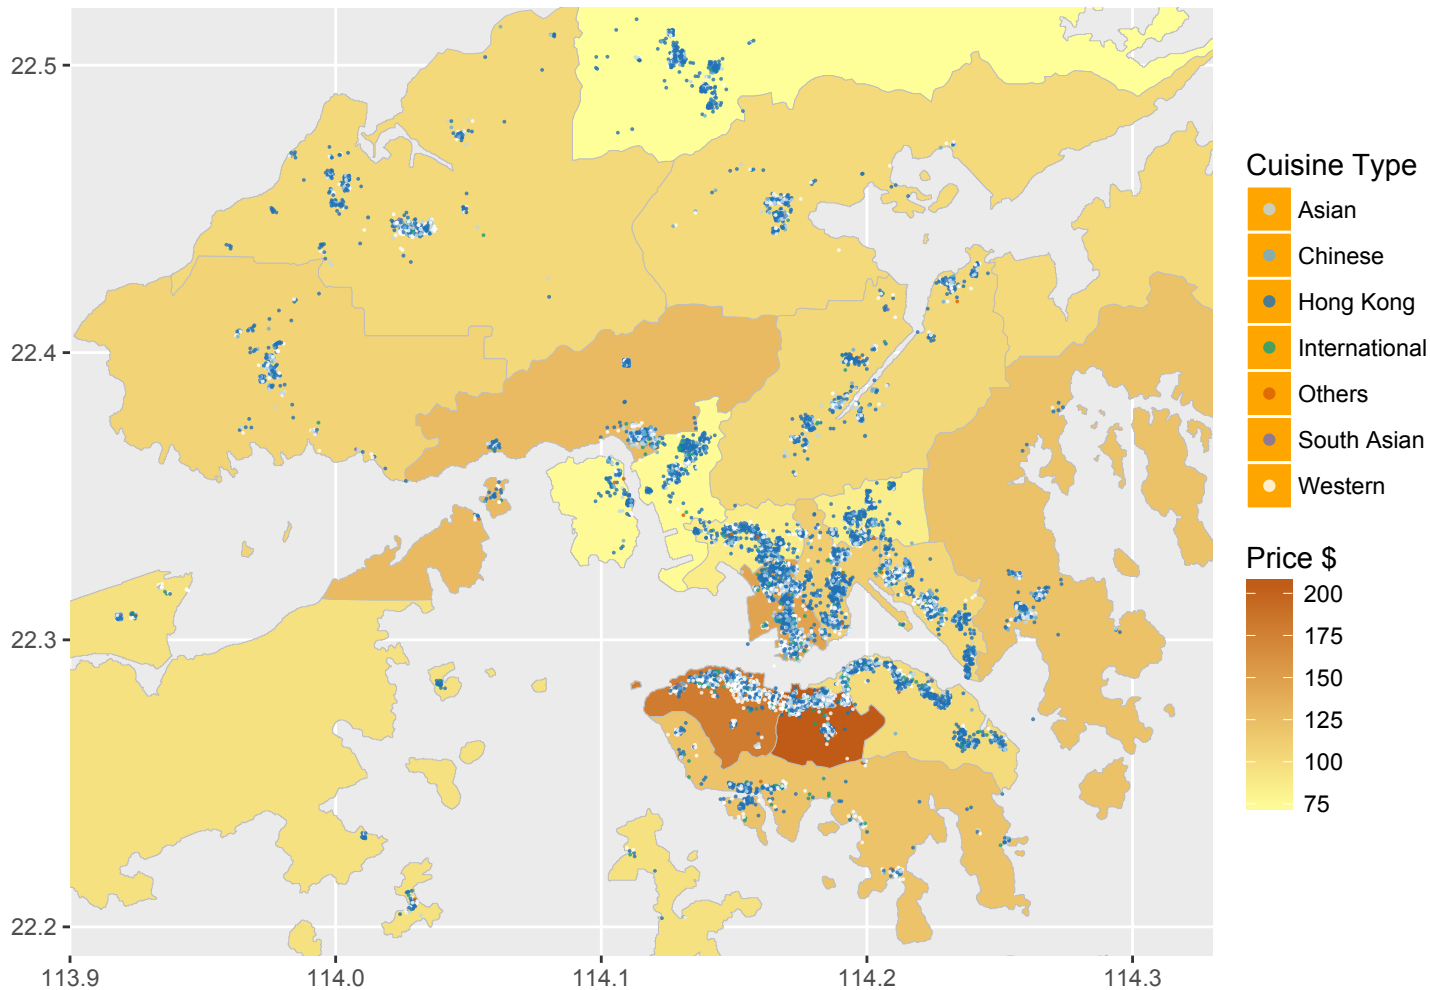 22.5
22.4
22.3
22.2
113.9
114.0
114.1
114.2
114.3
Cuisine Type
Asian
Chinese
Hong Kong
International
Others
South Asian
Western
Price $
200
175
150
125
100
75